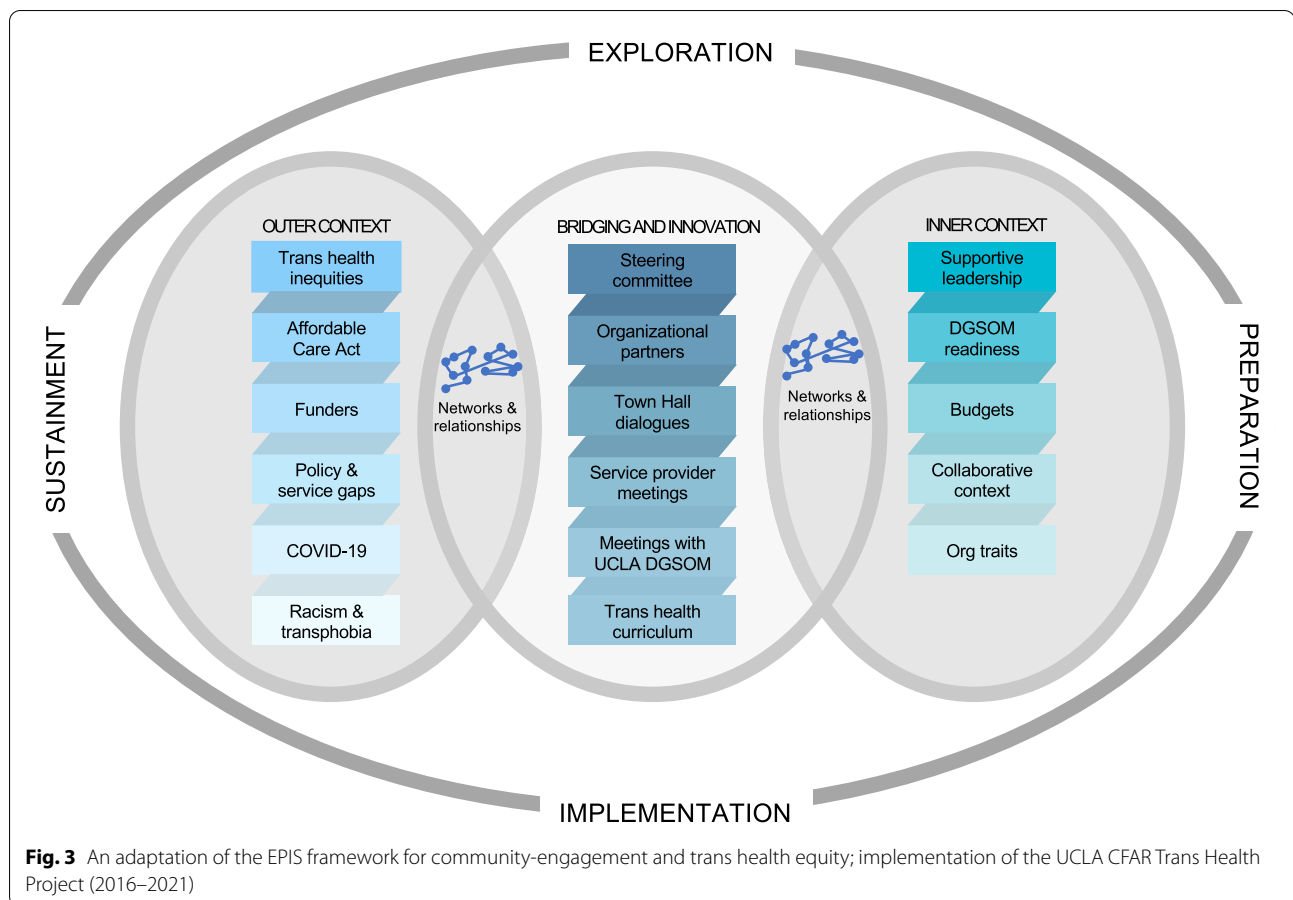 EXPLORATION
OUTER CONTEXT
Trans health
inequities
Affordable
Care Act
Funders
Policy &
service gaps
COVID-19
Racism &
transphobia
Networks &
relationships
BRIDGING AND INNOVATION
Steering
committee
Organizational
partners
Town Hall
dialogues
Service provider
meetings
Meetings with
UCLA DGSOM
Trans health
curriculum
Networks &
relationships
INNER CONTEXT
Supportive
leadership
DGSOM
readiness
Budgets
Collaborative
context
Org traits
PREPARATION
IMPLEMENTATION
SUSTAINMENT
Fig. 3 An adaptation of the EPIS framework for community-engagement and trans health equity; implementation of the UCLA CFAR Trans Health
Project (2016–2021)